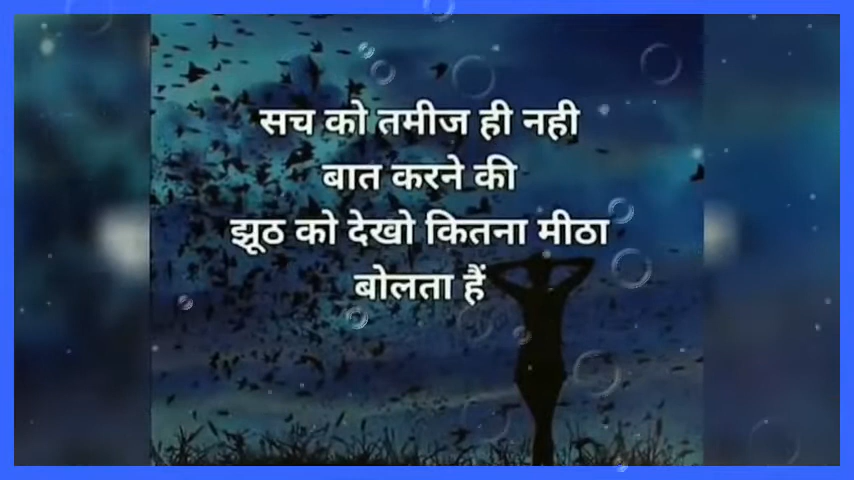 सच को तमीज ही नही
बात करने की
झूठ को देखो कितना मीठा
बोलता हैं